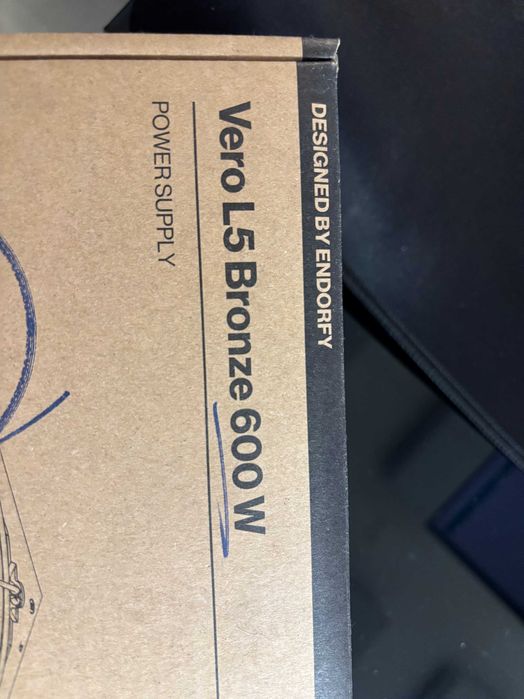 DESIGNED BY ENDORFY
Vero L5 Bronze 600 W
POWER SUPPLY